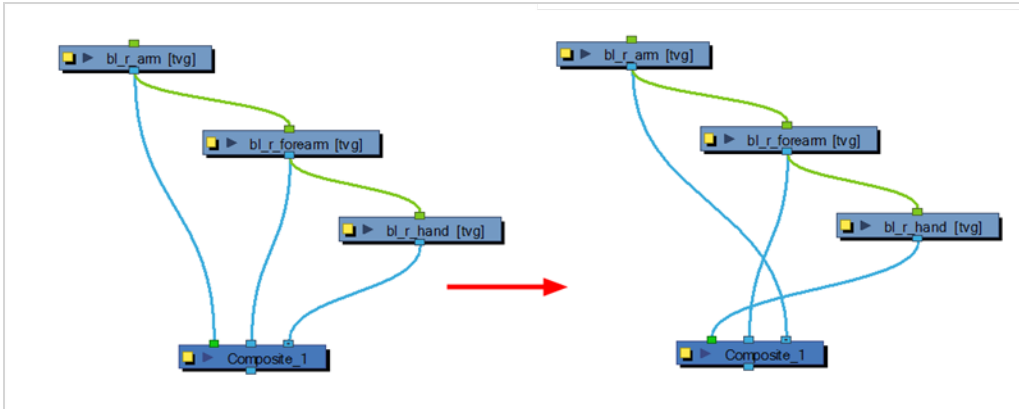 bl_r_arm [tvg]
bl_r_forearm [tvg]
bl_r_hand [tvg]
Composite_1
bl_r_arm [tvg]
bl_r_forearm [tvg]
bl_r_hand [tvg]
Composite_1